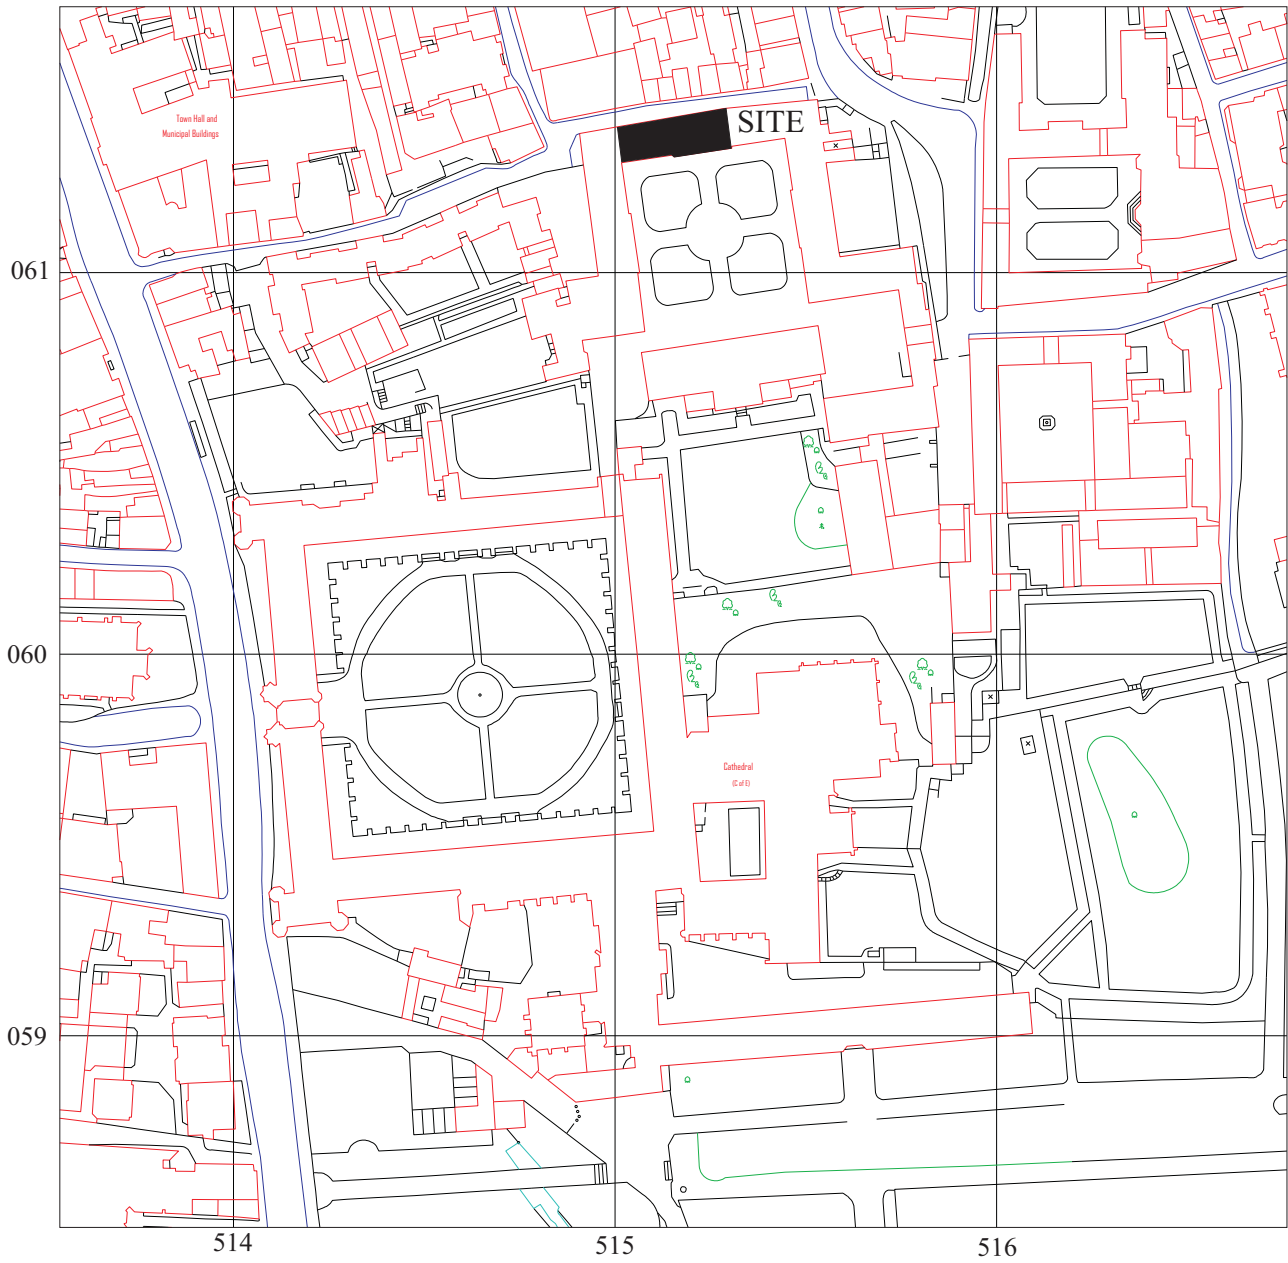 Town Hall and
Municipal Buildings
SITE
061
060
Cathedral
(C of E)
059
514
515
516